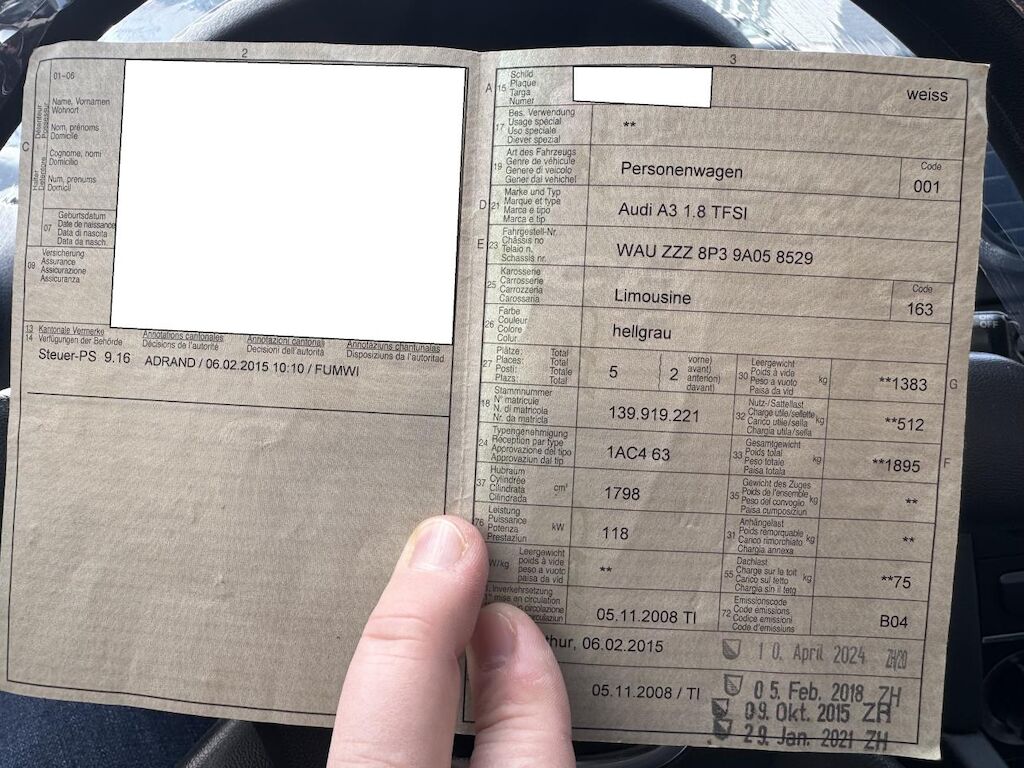 2
01–06
Name, Vornamen
Wohnort
Nom, prénoms
Domicile
Cognome, nomi
Domicilio
Num, prenums
Domicil
C
Halter
Détenteur
Detentore
Possessur
07
Geburtsdatum
Date de naissance
Data di nascita
Data da nasch.
09
Versicherung
Assurance
Assicurazione
Assicuranza
13 Kantonale Vermerke Annotations cantonales Annotazioni cantonali Annotaziuns chantunalas
14 Verfügungen der Behörde Décisions de l'autorité Decisioni dell'autorità Disposiziuns da l'autoritad
Steuer-PS 9.16 ADRAND / 06.02.2015 10:10 / FUMWI
3
A 15
Schild
Plaque
Targa
Numer
weiss
17
Bes. Verwendung
Usage spécial
Uso speciale
Diever spezial
**
19
Art des Fahrzeugs
Genre de véhicule
Genere di veicolo
Gener dal vehichel
Personenwagen
Code
001
D 21
Marke und Typ
Marque et type
Marca e tipo
Marca e tip
Audi A3 1.8 TFSI
E 23
Fahrgestell-Nr.
Châssis no
Telaio n.
Schassis nr.
WAU ZZZ 8P3 9A05 8529
25
Karosserie
Carrosserie
Carrozzeria
Carossaria
Limousine
Code
163
26
Farbe
Couleur
Colore
Colur
hellgrau
27
Plätze: Total
Places: Total
Posti: Totale
Plazs: Total
5
2
vorne)
avant)
anteriori)
davant)
30
Leergewicht
Poids à vide
Peso a vuoto
Paisa da vid
kg
**1383
G
18
Stammnummer
N° matricule
N. di matricola
Nr. da matricla
139.919.221
32
Nutz-/Sattellast
Charge utile/sellette
Carico utile/sella
Chargia utila/sella
kg
**512
24
Typengenehmigung
Réception par type
Approvazione del tipo
Approvaziun dal tip
1AC4 63
33
Gesamtgewicht
Poids total
Peso totale
Paisa totala
kg
**1895
F
37
Hubraum
Cylindrée
Cilindrata
Cilindrada
cm³
1798
35
Gewicht des Zuges
Poids de l'ensemble
Peso del convoglio
Paisa cumposiziun
kg
**
76
Leistung
Puissance
Potenza
Prestaziun
kW
118
31
Anhängelast
Poids remorquable
Carico rimorchiato
Chargia annexa
kg
**
W/kg
Leergewicht
poids à vide
peso a vuoto
paisa da vid
**
55
Dachlast
Charge sur le toit
Carico sul tetto
Chargia sin il tetg
kg
**75
Inverkehrsetzung
mise en circulation
05.11.2008 TI
72
Emissionscode
Code émissions
Codice emissioni
Code d'emissiuns
B04
thur, 06.02.2015
10. April 2024 ZH20
05.11.2008 / TI
05. Feb. 2018 ZH
09. Okt. 2015 ZH
29. Jan. 2021 ZH
OFF